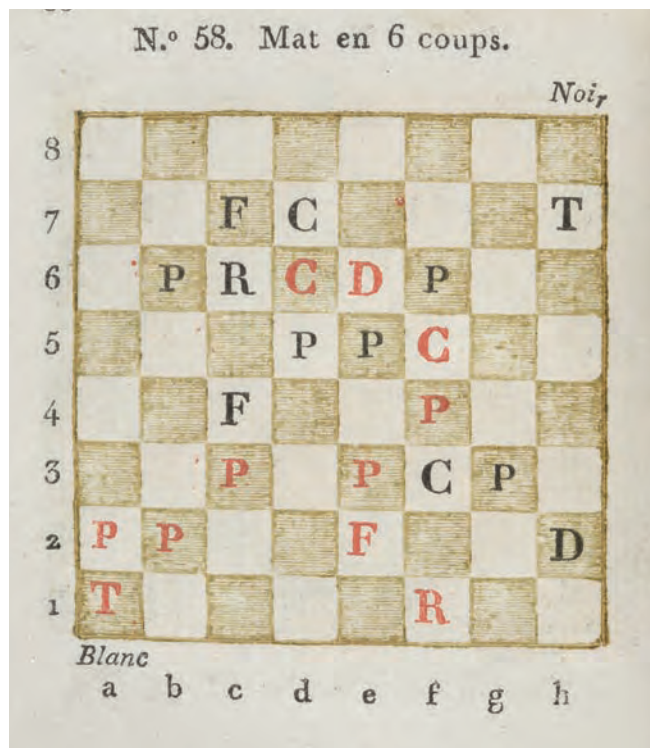 N.º 58. Mat en 6 coups.
Noir
8
7 F C T
6 P R C D P
5 P P C
4 F P
3 P P C P
2 P P F D
1 T R
Blanc
a b c d e f g h